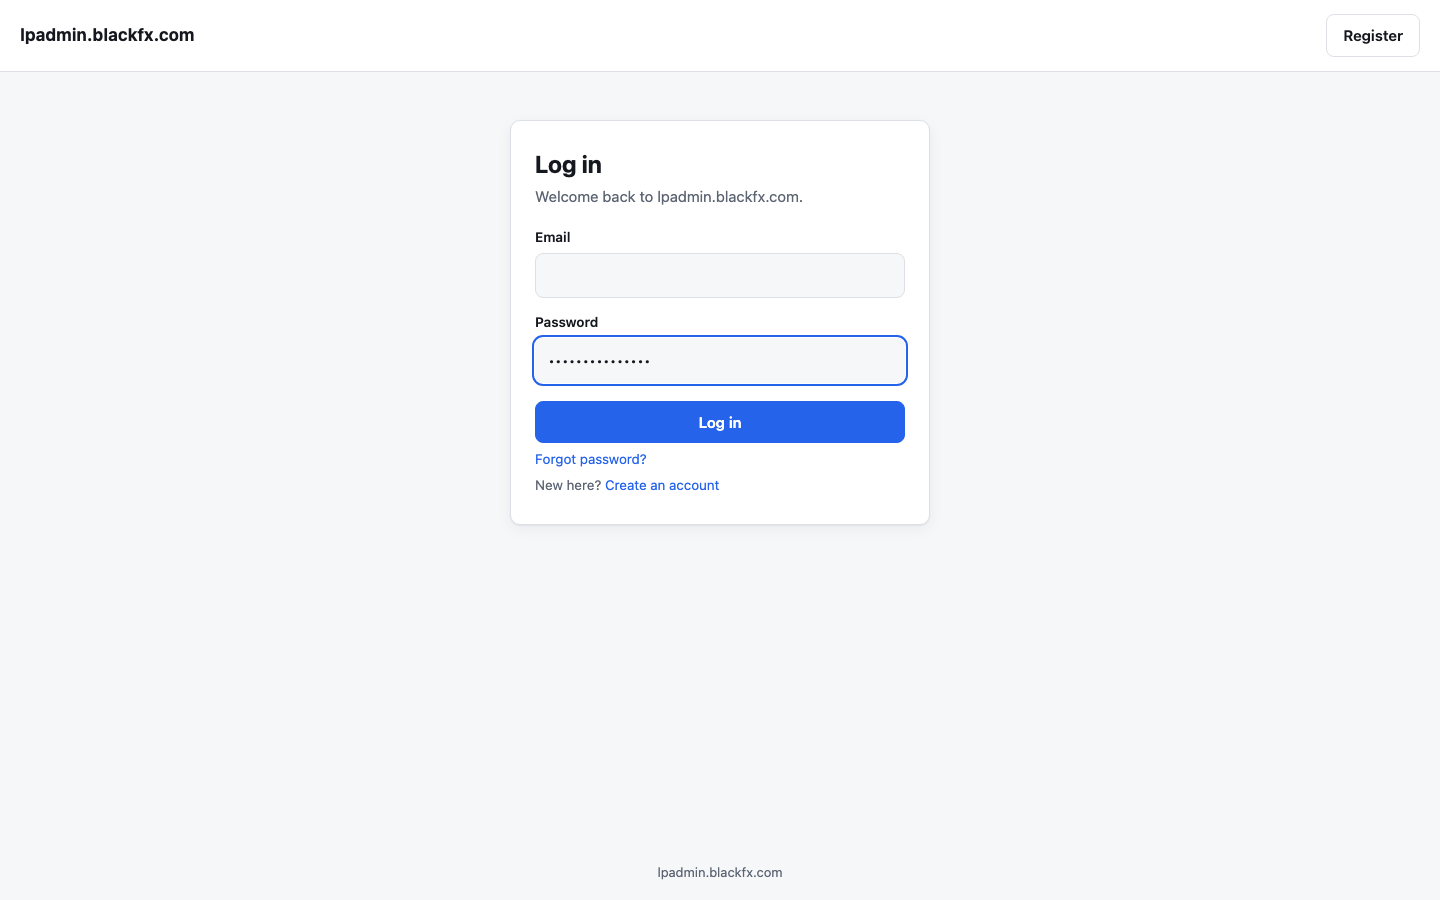 lpadmin.blackfx.com
Register
Log in
Welcome back to lpadmin.blackfx.com.
Email
Password
•••••••••••••••
Log in
Forgot password?
New here? Create an account
lpadmin.blackfx.com